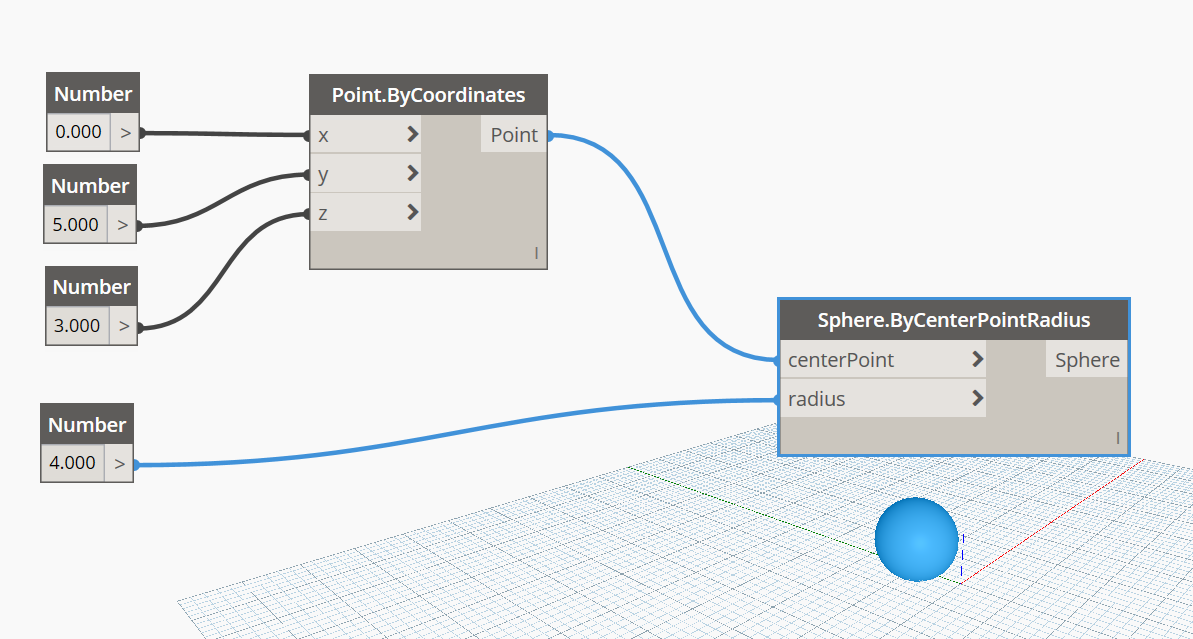 Number
0.000 >
Number
5.000 >
Number
3.000 >
Number
4.000 >
Point.ByCoordinates
x >
Point
y >
z >
l
Sphere.ByCenterPointRadius
centerPoint >
Sphere
radius >
l